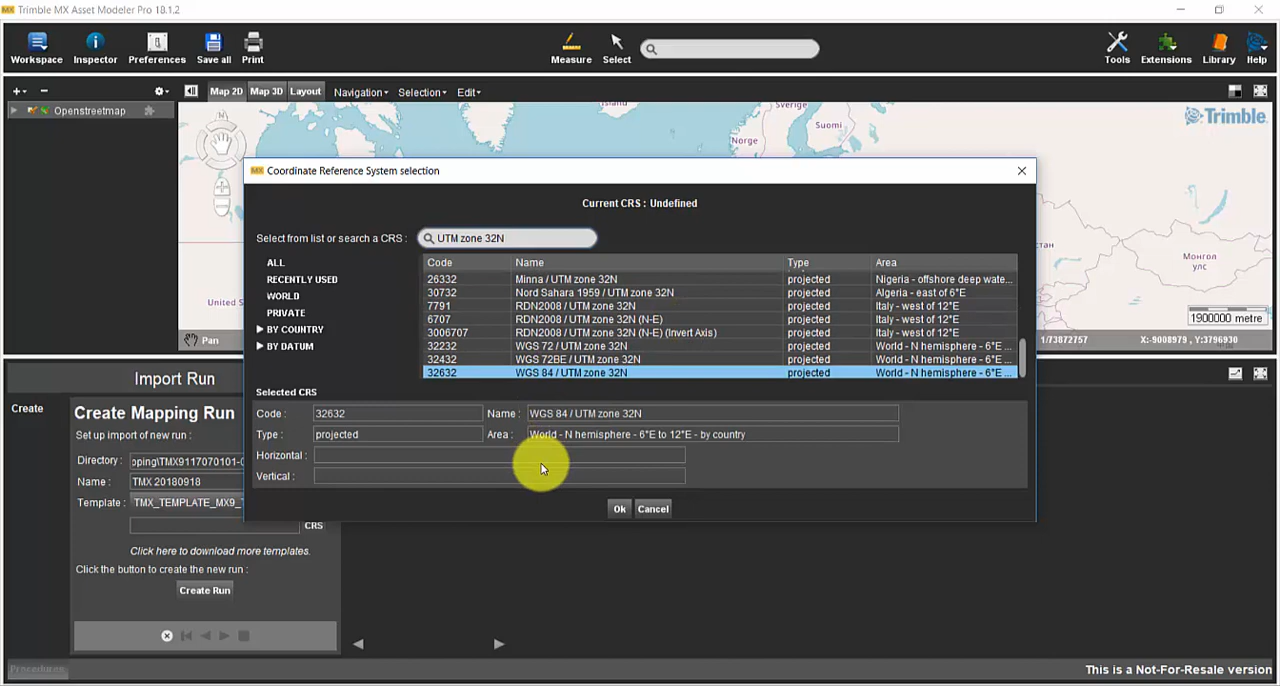 Trimble MX Asset Modeler Pro 18.1.2
Workspace Inspector Preferences Save all Print Measure Select Tools Extensions Library Help
Map 2D Map 3D Layout Navigation Selection Edit
Openstreetmap
Island
Sverige
Suomi
Norge
Trimble
Монгол
улс
United S
1900000 metre
Pan
1/73872757 X:-9008979 , Y:3796930
Coordinate Reference System selection
Current CRS : Undefined
Select from list or search a CRS : UTM zone 32N
ALL
RECENTLY USED
WORLD
PRIVATE
BY COUNTRY
BY DATUM
Code Name Type Area
26332 Minna / UTM zone 32N projected Nigeria - offshore deep wate...
30732 Nord Sahara 1959 / UTM zone 32N projected Algeria - east of 6°E
7791 RDN2008 / UTM zone 32N projected Italy - west of 12°E
6707 RDN2008 / UTM zone 32N (N-E) projected Italy - west of 12°E
3006707 RDN2008 / UTM zone 32N (N-E) (Invert Axis) projected Italy - west of 12°E
32232 WGS 72 / UTM zone 32N projected World - N hemisphere - 6°E ...
32432 WGS 72BE / UTM zone 32N projected World - N hemisphere - 6°E ...
32632 WGS 84 / UTM zone 32N projected World - N hemisphere - 6°E ...
Selected CRS
Code : 32632 Name : WGS 84 / UTM zone 32N
Type : projected Area : World - N hemisphere - 6°E to 12°E - by country
Horizontal :
Vertical :
Ok Cancel
Import Run
Create
Create Mapping Run
Set up import of new run :
Directory : pping\TMX9117070101-0
Name : TMX 20180918
Template : TMX_TEMPLATE_MX9_
CRS
Click here to download more templates.
Click the button to create the new run :
Create Run
Procedures
This is a Not-For-Resale version